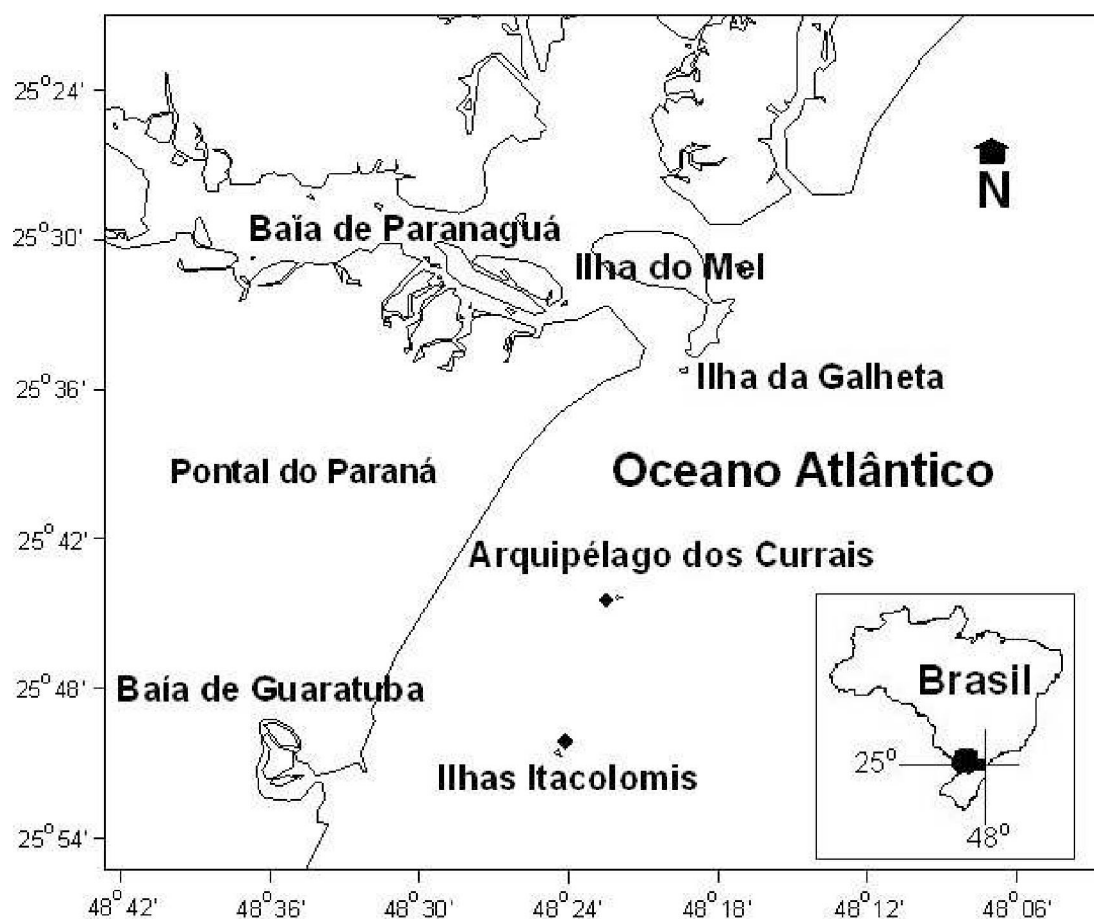 25° 24'
N
25° 30'
Baía de Paranaguá
Ilha do Mel
25° 36'
Ilha da Galheta
Pontal do Paraná
Oceano Atlântico
25° 42'
Arquipélago dos Currais
25° 48'
Baía de Guaratuba
Brasil
25°
48°
Ilhas Itacolomis
25° 54'
48° 42' 48° 36' 48° 30' 48° 24' 48° 18' 48° 12' 48° 06'